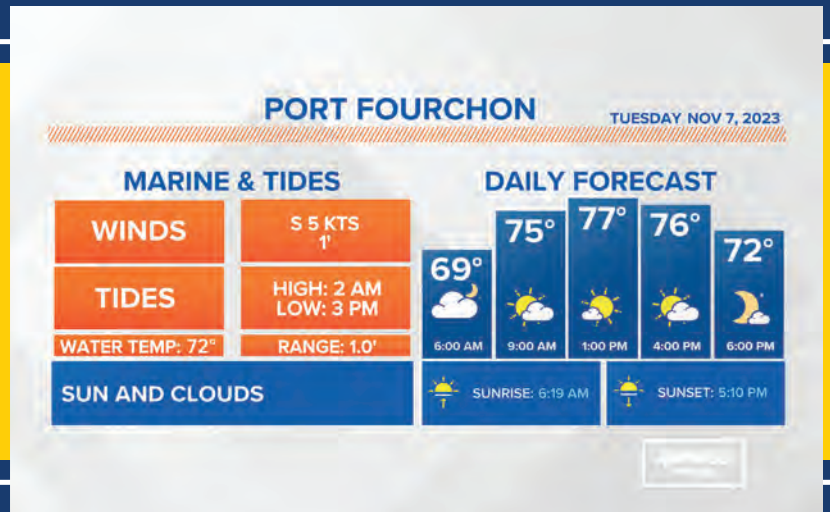 PORT FOURCHON
TUESDAY NOV 7, 2023
MARINE & TIDES
WINDS
S 5 KTS
1'
TIDES
HIGH: 2 AM
LOW: 3 PM
WATER TEMP: 72°
RANGE: 1.0'
SUN AND CLOUDS
DAILY FORECAST
69°
75°
77°
76°
72°
6:00 AM
9:00 AM
1:00 PM
4:00 PM
6:00 PM
SUNRISE: 6:19 AM
SUNSET: 5:10 PM